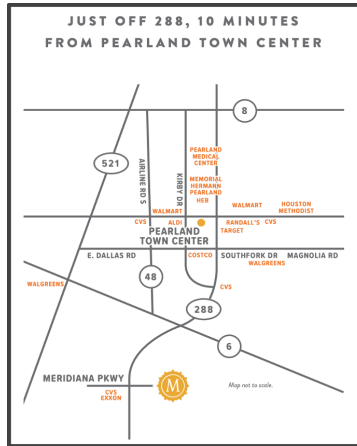 JUST OFF 288, 10 MINUTES
FROM PEARLAND TOWN CENTER
8
521
AIRLINE RD S
KIRBY DR
PEARLAND
MEDICAL
CENTER
MEMORIAL
HERMANN
PEARLAND
HEB
WALMART
WALMART
HOUSTON
METHODIST
CVS
ALDI
RANDALL'S
CVS
TARGET
PEARLAND
TOWN CENTER
E. DALLAS RD
COSTCO
SOUTHFORK DR
MAGNOLIA RD
WALGREENS
48
WALGREENS
CVS
288
6
MERIDIANA PKWY
CVS
EXXON
M
Map not to scale.